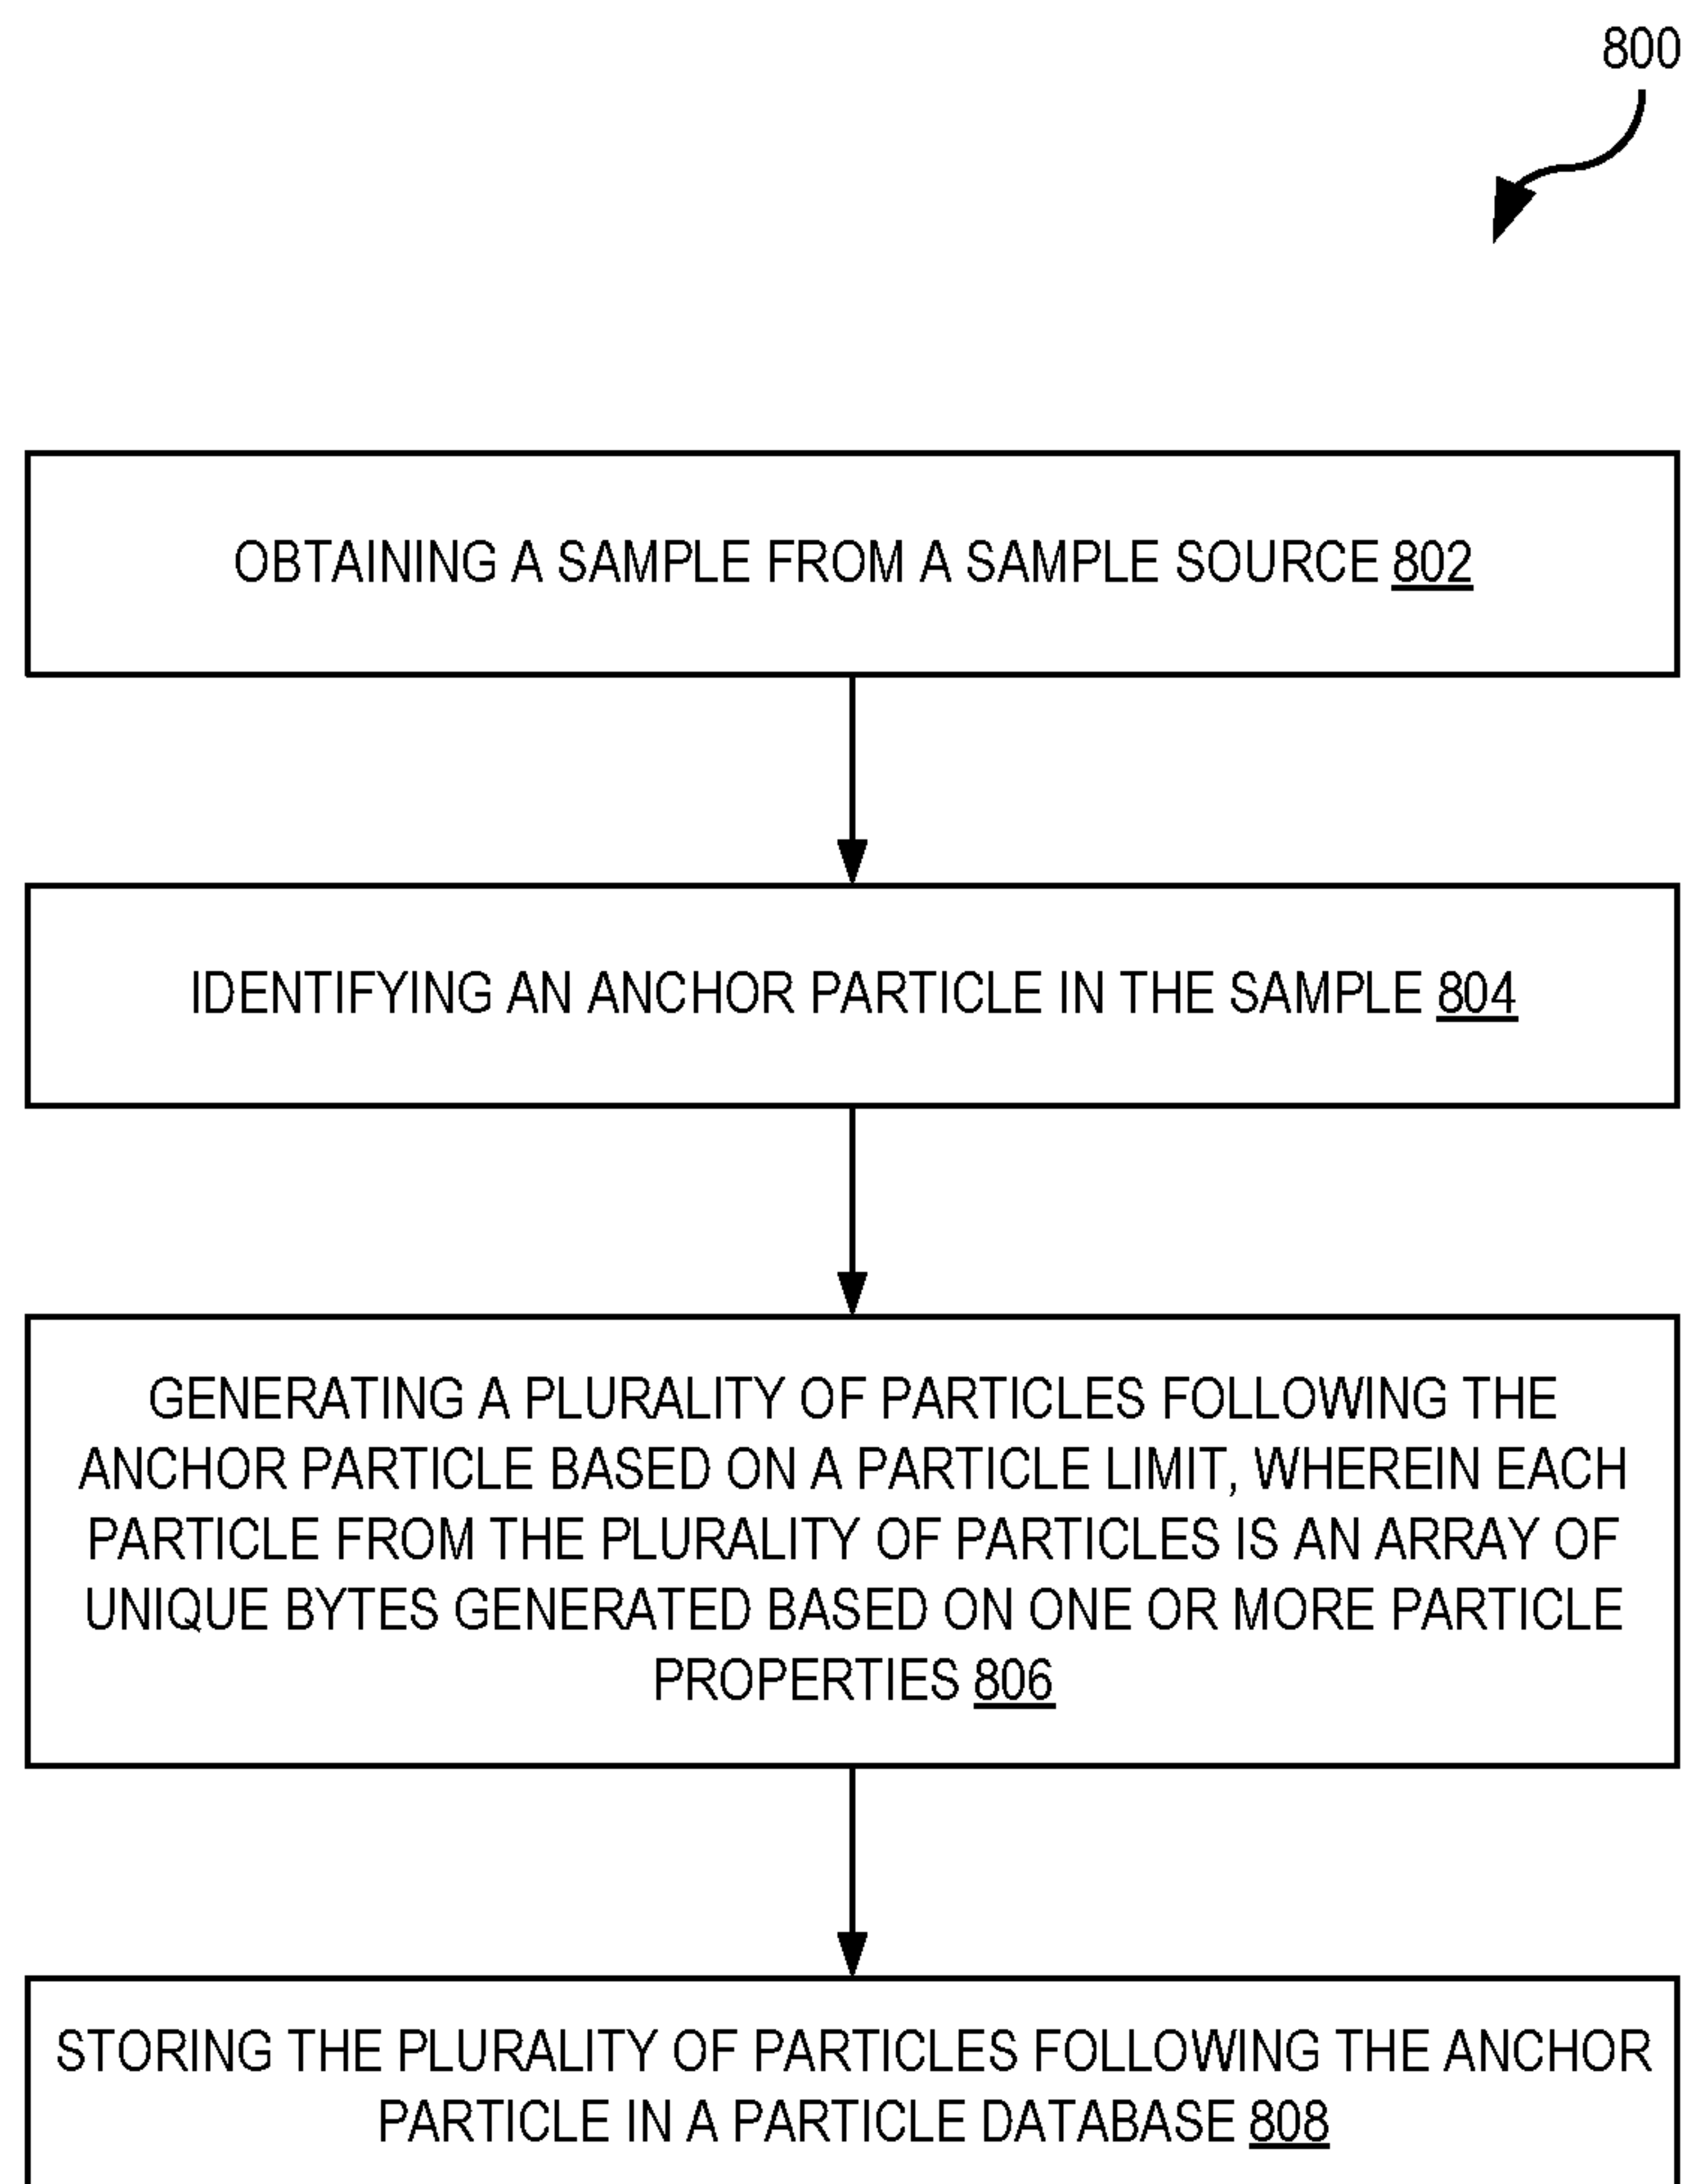 800
OBTAINING A SAMPLE FROM A SAMPLE SOURCE 802
IDENTIFYING AN ANCHOR PARTICLE IN THE SAMPLE 804
GENERATING A PLURALITY OF PARTICLES FOLLOWING THE
ANCHOR PARTICLE BASED ON A PARTICLE LIMIT, WHEREIN EACH
PARTICLE FROM THE PLURALITY OF PARTICLES IS AN ARRAY OF
UNIQUE BYTES GENERATED BASED ON ONE OR MORE PARTICLE
PROPERTIES 806
STORING THE PLURALITY OF PARTICLES FOLLOWING THE ANCHOR
PARTICLE IN A PARTICLE DATABASE 808